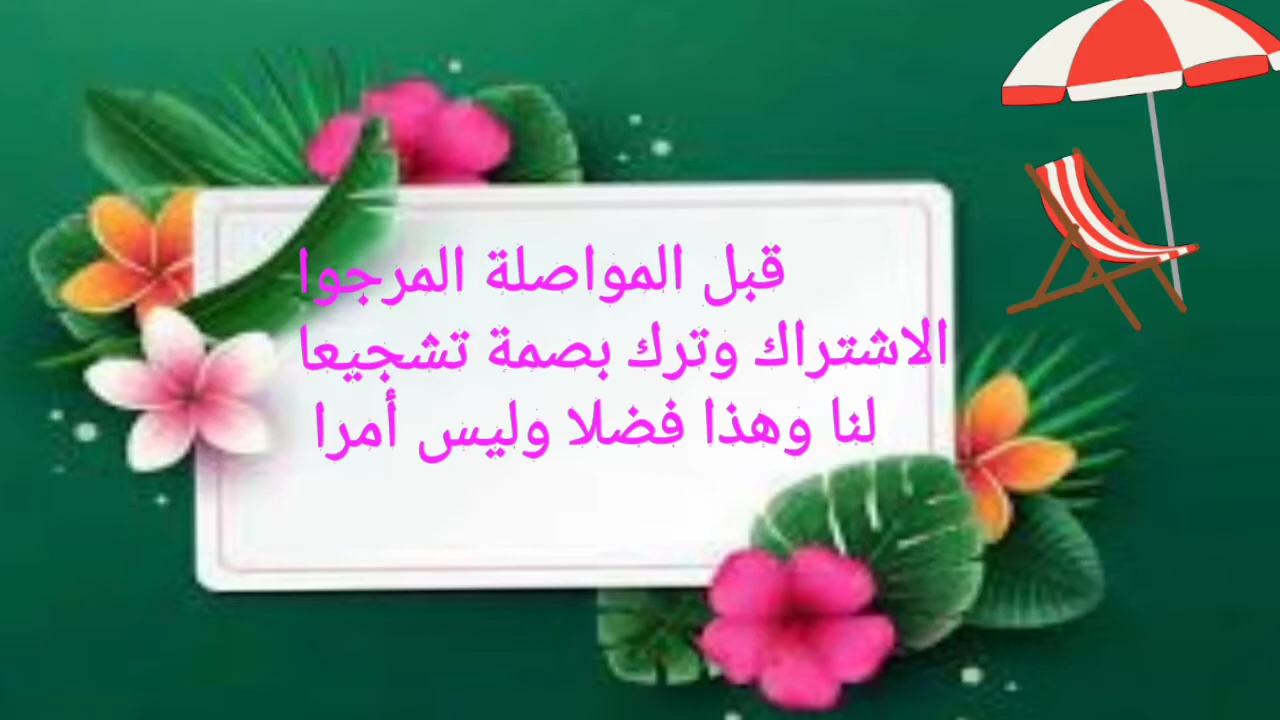 قبل المواصلة المرجوا
الاشتراك وترك بصمة تشجيعا
لنا وهذا فضلا وليس أمرا